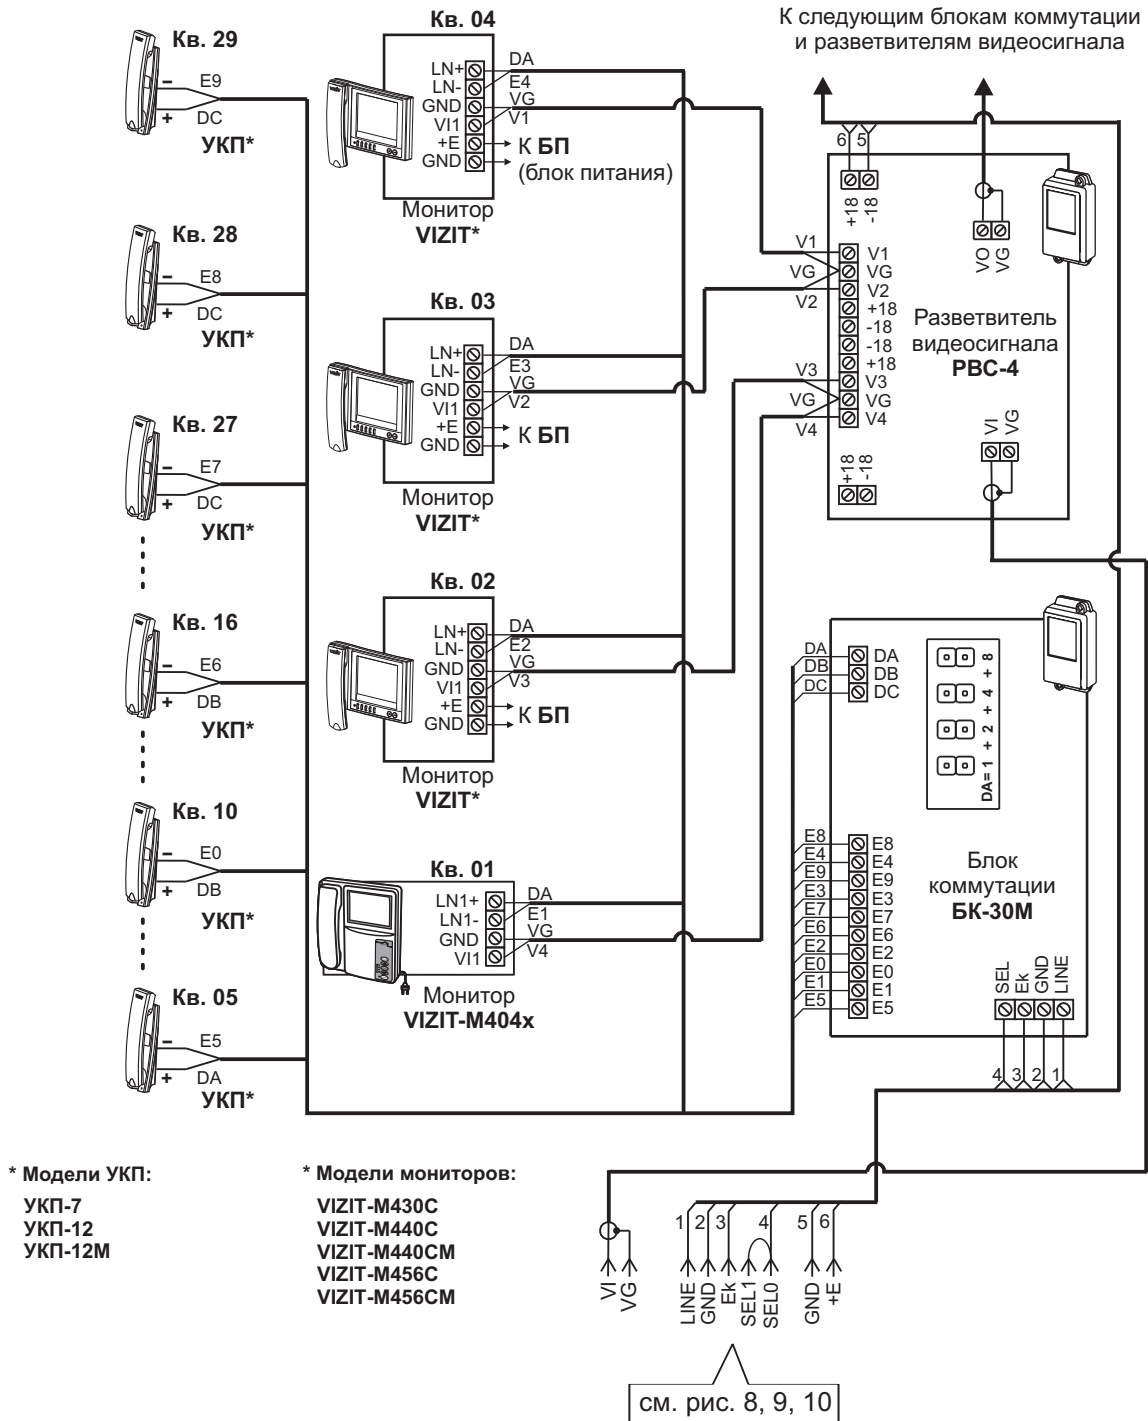 К следующим блокам коммутации
и разветвителям видеосигнала
Кв. 29
−
E9
+
DC
УКП*
Кв. 28
−
E8
+
DC
УКП*
Кв. 27
−
E7
+
DC
УКП*
Кв. 16
−
E6
+
DB
УКП*
Кв. 10
−
E0
+
DB
УКП*
Кв. 05
−
E5
+
DA
УКП*
Кв. 04
LN+
LN-
GND
VI1
+E
GND
DA
E4
VG
V1
К БП
(блок питания)
Монитор
VIZIT*
Кв. 03
LN+
LN-
GND
VI1
+E
GND
DA
E3
VG
V2
К БП
Монитор
VIZIT*
Кв. 02
LN+
LN-
GND
VI1
+E
GND
DA
E2
VG
V3
К БП
Монитор
VIZIT*
Кв. 01
LN1+
LN1-
GND
VI1
DA
E1
VG
V4
Монитор
VIZIT-M404x
6 5
+18 -18
VO VG
V1
VG
V2
V3
VG
V4
V1
VG
V2
+18
-18
-18
+18
V3
VG
V4
Разветвитель
видеосигнала
РВС-4
VI VG
+18 -18
DA
DB
DC
DA
DB
DC
DA= 1 + 2 + 4 + 8
E8
E4
E9
E3
E7
E6
E2
E0
E1
E5
E8
E4
E9
E3
E7
E6
E2
E0
E1
E5
Блок
коммутации
БК-30М
SEL Ek GND LINE
4 3 2 1
* Модели УКП:
УКП-7
УКП-12
УКП-12М
* Модели мониторов:
VIZIT-M430C
VIZIT-M440C
VIZIT-M440CM
VIZIT-M456C
VIZIT-M456CM
1 2 3 4 5 6
VI VG
LINE GND Ek SEL1 SEL0 GND +E
см. рис. 8, 9, 10